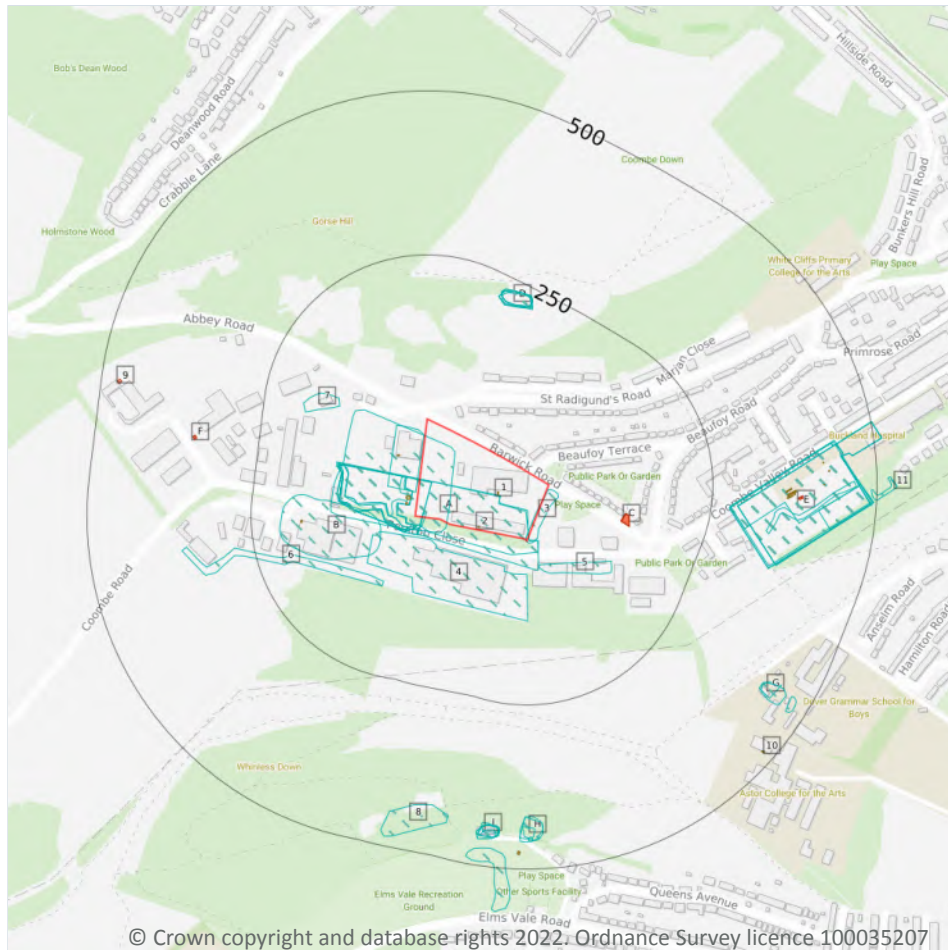 Bob's Dean Wood
Deanwood Road
Crabble Lane
Hillside Road
500
Coombe Down
Bunkers Hill Road
Holmstone Wood
Gorse Hill
White Cliffs Primary
College for the Arts
Play Space
D
250
Abbey Road
Primrose Road
Marjan Close
9
7
St Radigund's Road
Beaufoy Road
F
Buckland Hospital
Barwick Road
Beaufoy Terrace
Coombe Valley Road
Public Park Or Garden
1
11
A
3
Play Space
E
2
C
B
Close
6
5
Public Park Or Garden
4
Coombe Road
Anselm Road
Hamilton Road
G
Dover Grammar School for
Boys
10
Whinless Down
Astor College for the Arts
8
I
H
Play Space
Elms Vale Recreation
Ground
Other Sports Facility
Queens Avenue
Elms Vale Road
© Crown copyright and database rights 2022. Ordnance Survey licence 100035207